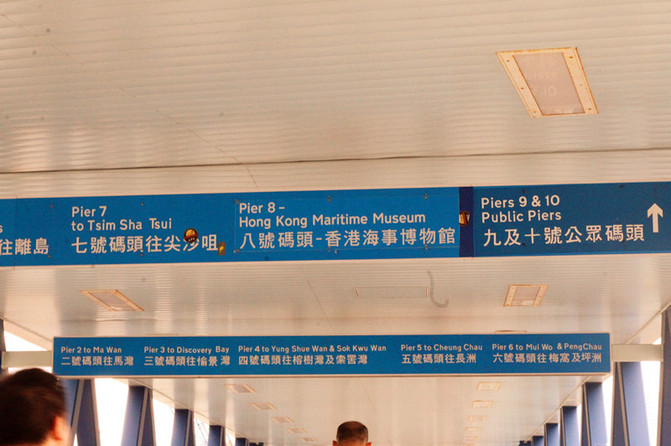 往離島
Pier 7
to Tsim Sha Tsui
七號碼頭往尖沙咀
Pier 8 –
Hong Kong Maritime Museum
八號碼頭-香港海事博物館
Piers 9 & 10
Public Piers
九及十號公眾碼頭
Pier 2 to Ma Wan
二號碼頭往馬灣
Pier 3 to Discovery Bay
三號碼頭往愉景灣
Pier 4 to Yung Shue Wan & Sok Kwu Wan
四號碼頭往榕樹灣及索罟灣
Pier 5 to Cheung Chau
五號碼頭往長洲
Pier 6 to Mui Wo & Peng Chau
六號碼頭往梅窩及坪洲